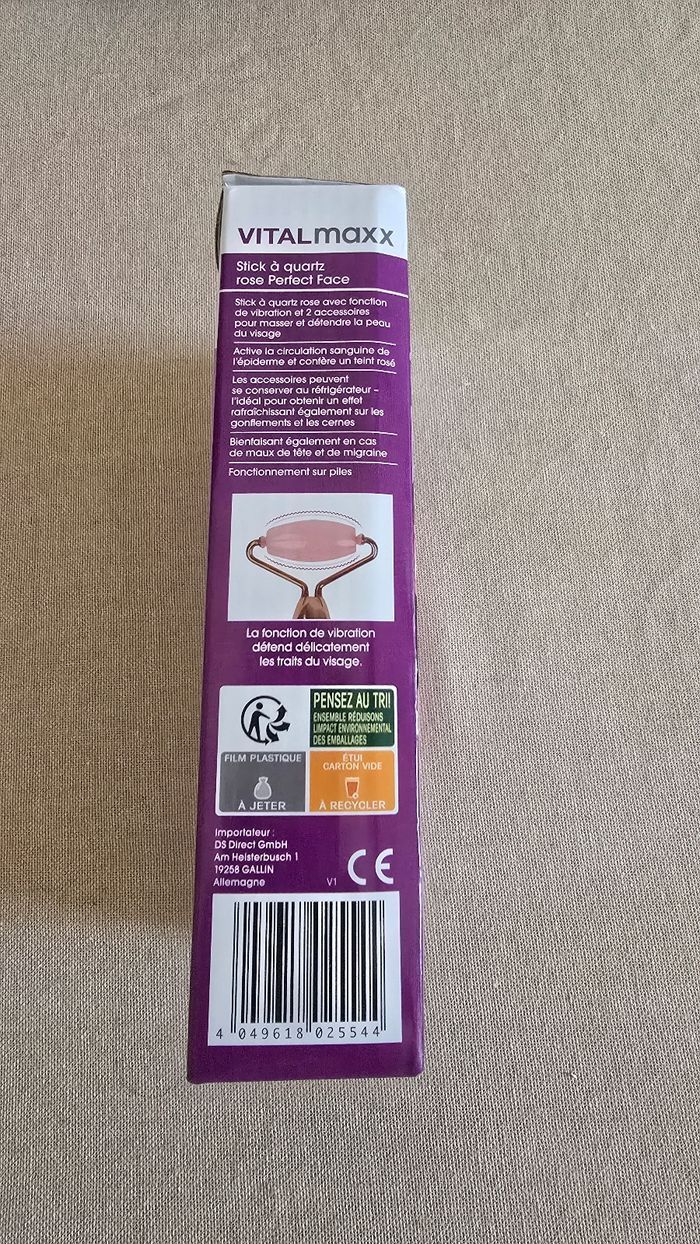 VITALmaxx
Stick à quartz
rose Perfect Face
Stick à quartz rose avec fonction
de vibration et 2 accessoires
pour masser et détendre la peau
du visage
Active la circulation sanguine de
l'épiderme et confère un teint rosé
Les accessoires peuvent
se conserver au réfrigérateur –
l'idéal pour obtenir un effet
rafraîchissant également sur les
gonflements et les cernes
Bienfaisant également en cas
de maux de tête et de migraine
Fonctionnement sur piles
La fonction de vibration
détend délicatement
les traits du visage.
PENSEZ AU TRI!
ENSEMBLE RÉDUISONS
L'IMPACT ENVIRONNEMENTAL
DES EMBALLAGES
FILM PLASTIQUE
À JETER
ÉTUI
CARTON VIDE
À RECYCLER
Importateur :
DS Direct GmbH
Am Heisterbusch 1
19258 GALLIN
Allemagne
V1 CE
4 049618 025544